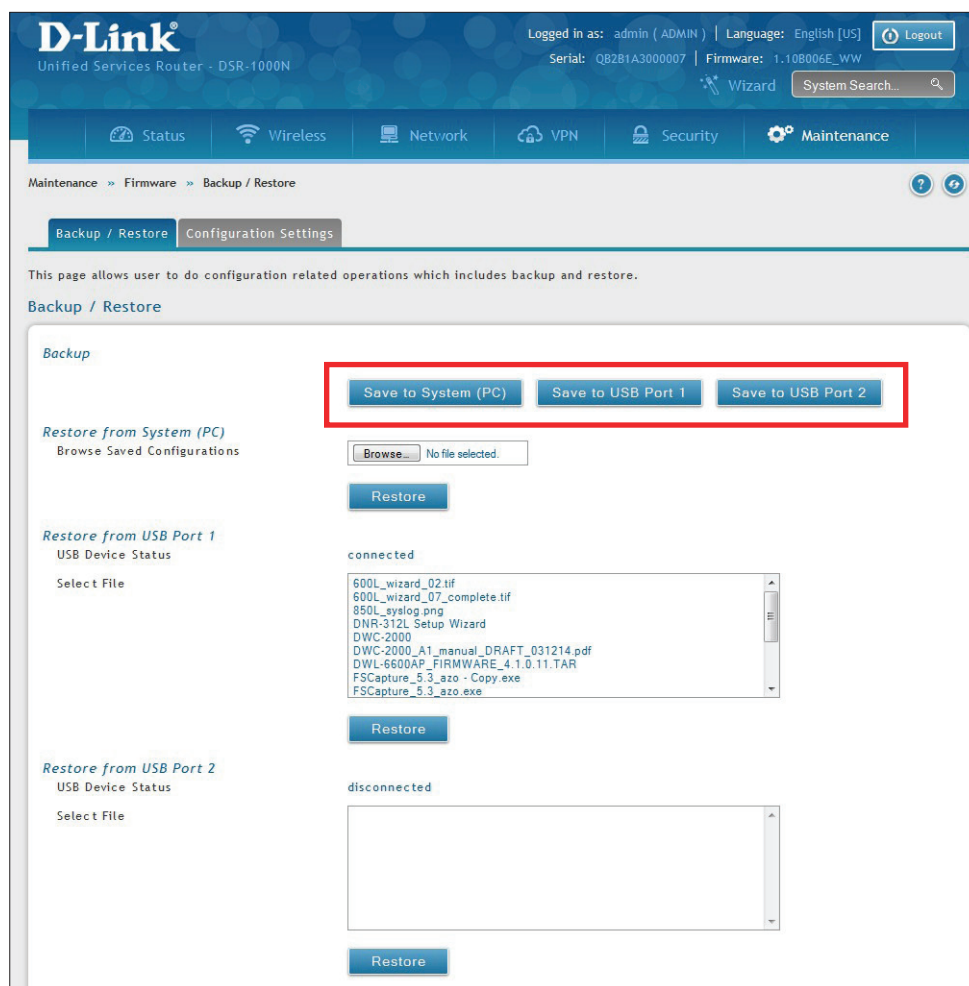 D-Link®
Logged in as: admin ( ADMIN ) | Language: English [US]
Logout
Unified Services Router - DSR-1000N
Serial: QB2B1A3000007 | Firmware: 1.10B006E_WW
Wizard
System Search...
Status
Wireless
Network
VPN
Security
Maintenance
Maintenance » Firmware » Backup / Restore
?
Backup / Restore
Configuration Settings
This page allows user to do configuration related operations which includes backup and restore.
Backup / Restore
Backup
Save to System (PC)
Save to USB Port 1
Save to USB Port 2
Restore from System (PC)
Browse Saved Configurations
Browse... No file selected.
Restore
Restore from USB Port 1
USB Device Status
connected
Select File
600L_wizard_02.tif
600L_wizard_07_complete.tif
850L_syslog.png
DNR-312L Setup Wizard
DWC-2000
DWC-2000_A1_manual_DRAFT_031214.pdf
DWL-6600AP_FIRMWARE_4.1.0.11.TAR
FSCapture_5.3_azo - Copy.exe
FSCapture_5.3_azo.exe
Restore
Restore from USB Port 2
USB Device Status
disconnected
Select File
Restore